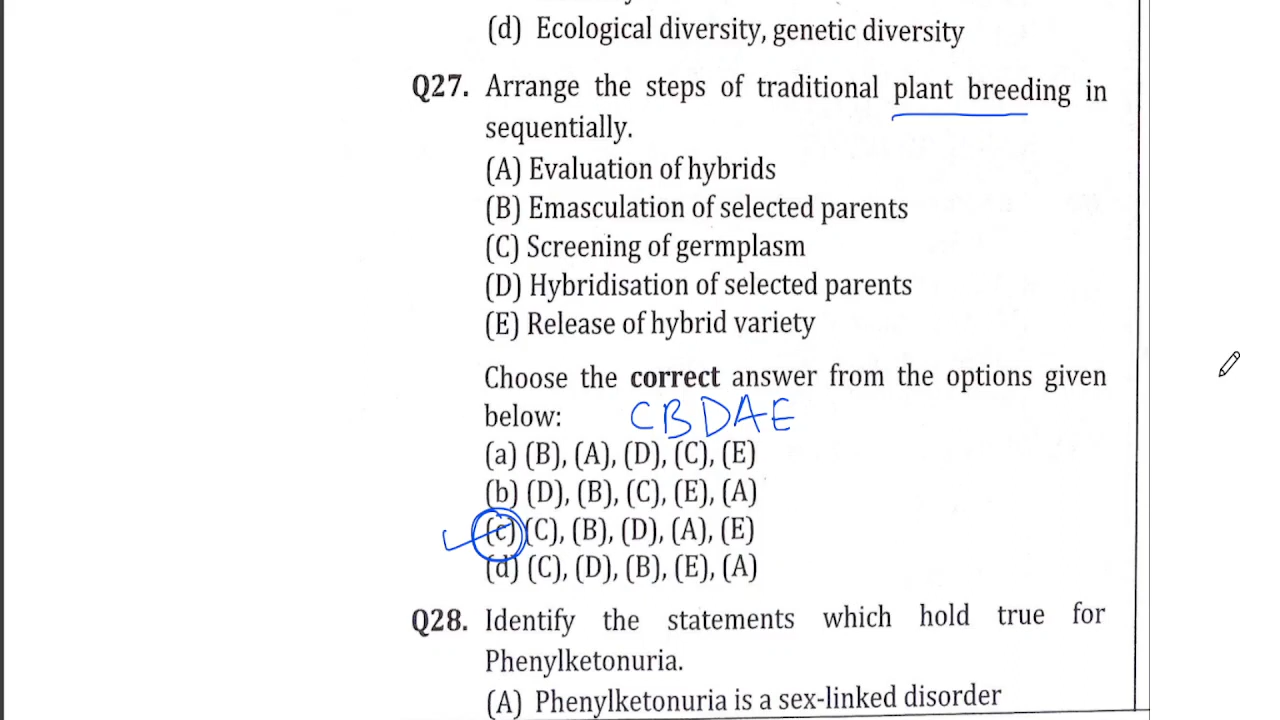 (d) Ecological diversity, genetic diversity
Q27. Arrange the steps of traditional plant breeding in
sequentially.
(A) Evaluation of hybrids
(B) Emasculation of selected parents
(C) Screening of germplasm
(D) Hybridisation of selected parents
(E) Release of hybrid variety
Choose the correct answer from the options given
below: CBDAE
(a) (B), (A), (D), (C), (E)
(b) (D), (B), (C), (E), (A)
(c) (C), (B), (D), (A), (E)
(d) (C), (D), (B), (E), (A)
Q28. Identify the statements which hold true for
Phenylketonuria.
(A) Phenylketonuria is a sex-linked disorder